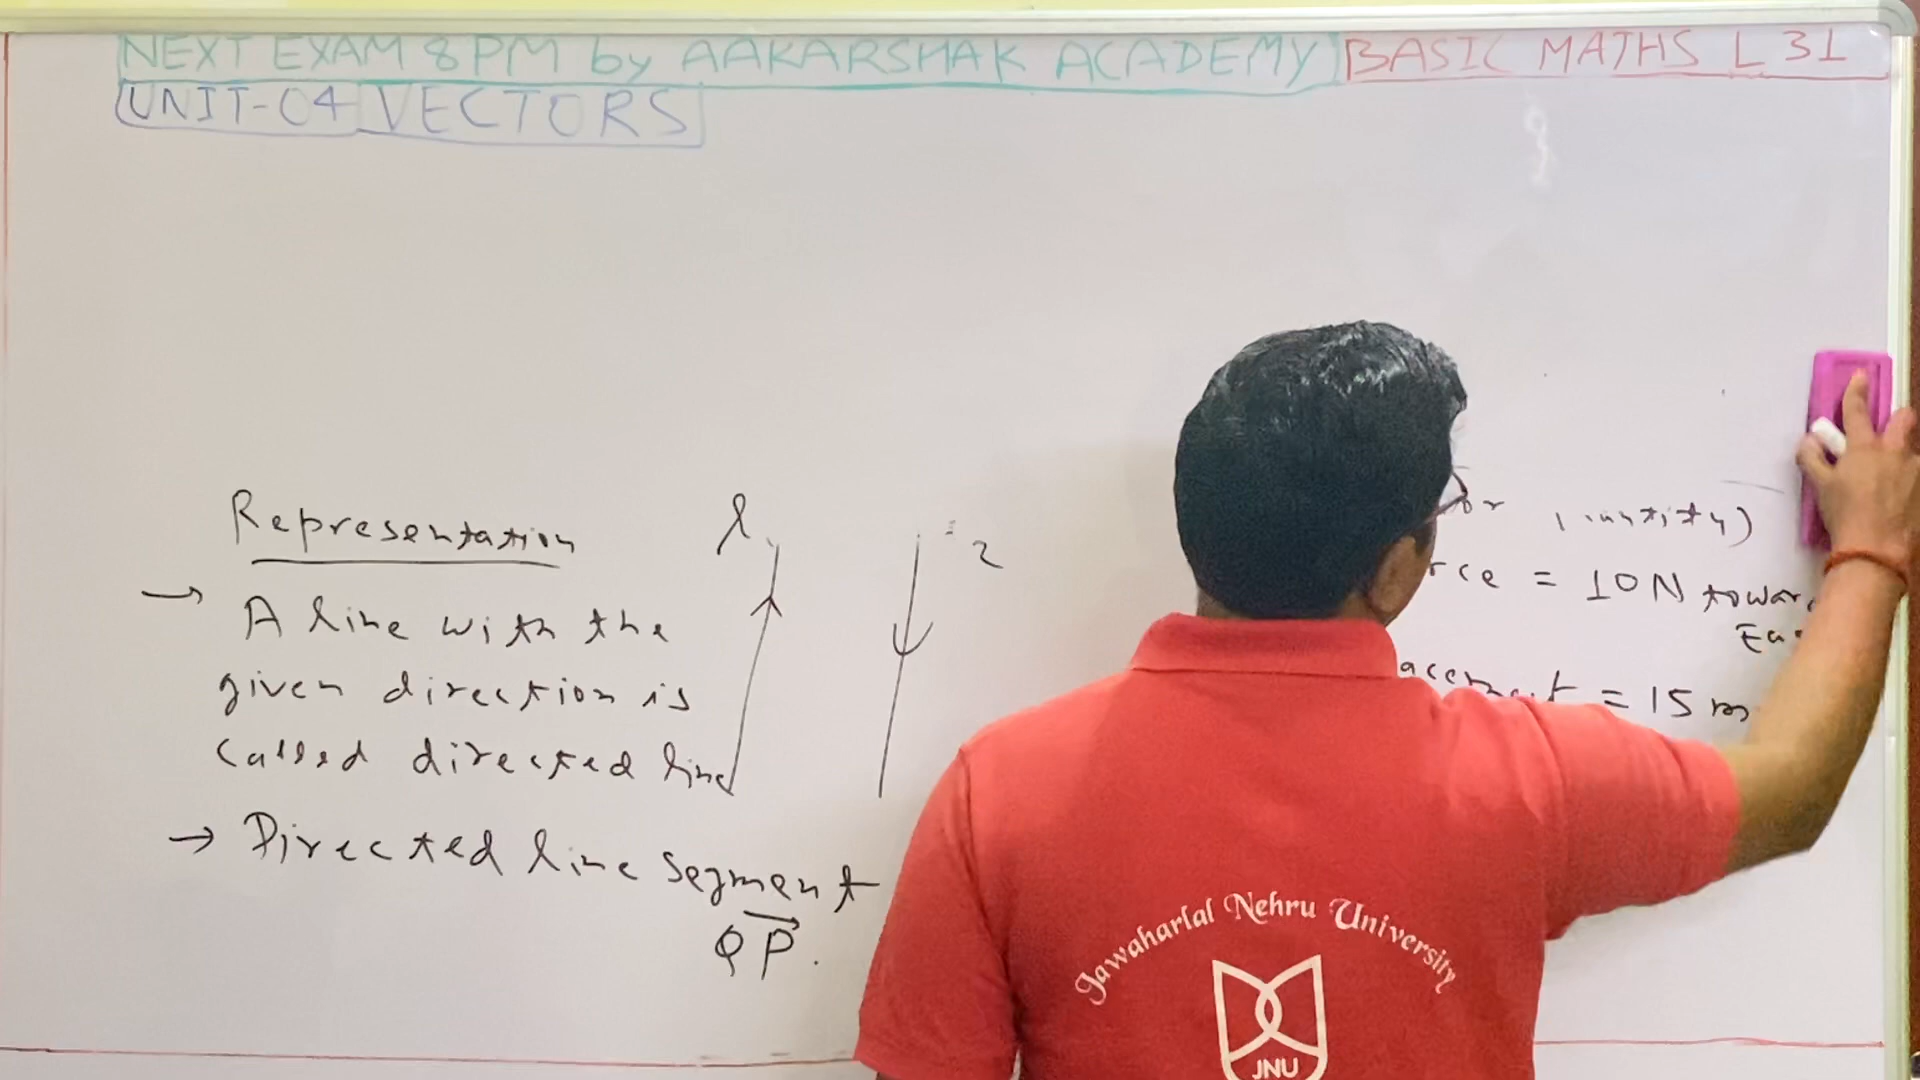 NEXT EXAM 8PM by AAKARSHAK ACADEMY BASIC MATHS L 31
UNIT-04 VECTORS
Representation
→ A line with the
given direction is
called directed line
→ Directed line segment
QP.
l
2
= 10N
= 15 m
Jawaharlal Nehru University
JNU